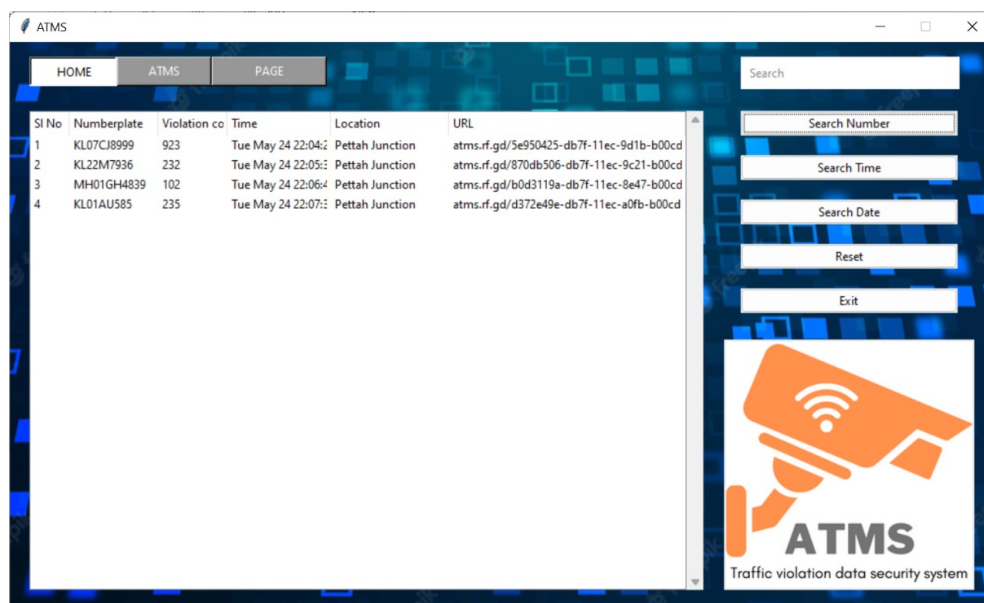 ATMS
HOME ATMS PAGE
Search
Sl No Numberplate Violation co Time Location URL
1 KL07CJ8999 923 Tue May 24 22:04:2 Pettah Junction atms.rf.gd/5e950425-db7f-11ec-9d1b-b00cd
2 KL22M7936 232 Tue May 24 22:05:3 Pettah Junction atms.rf.gd/870db506-db7f-11ec-9c21-b00cd
3 MH01GH4839 102 Tue May 24 22:06:4 Pettah Junction atms.rf.gd/b0d3119a-db7f-11ec-8e47-b00cd
4 KL01AU585 235 Tue May 24 22:07:3 Pettah Junction atms.rf.gd/d372e49e-db7f-11ec-a0fb-b00cd
Search Number
Search Time
Search Date
Reset
Exit
ATMS
Traffic violation data security system